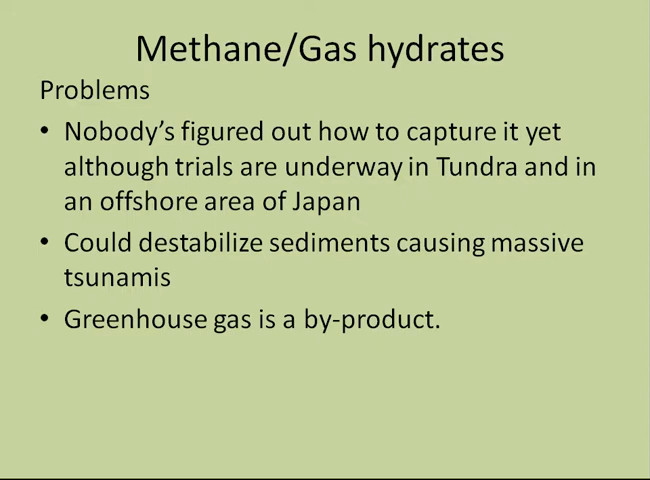 Methane/Gas hydrates
Problems
• Nobody's figured out how to capture it yet
although trials are underway in Tundra and in
an offshore area of Japan
• Could destabilize sediments causing massive
tsunamis
• Greenhouse gas is a by-product.